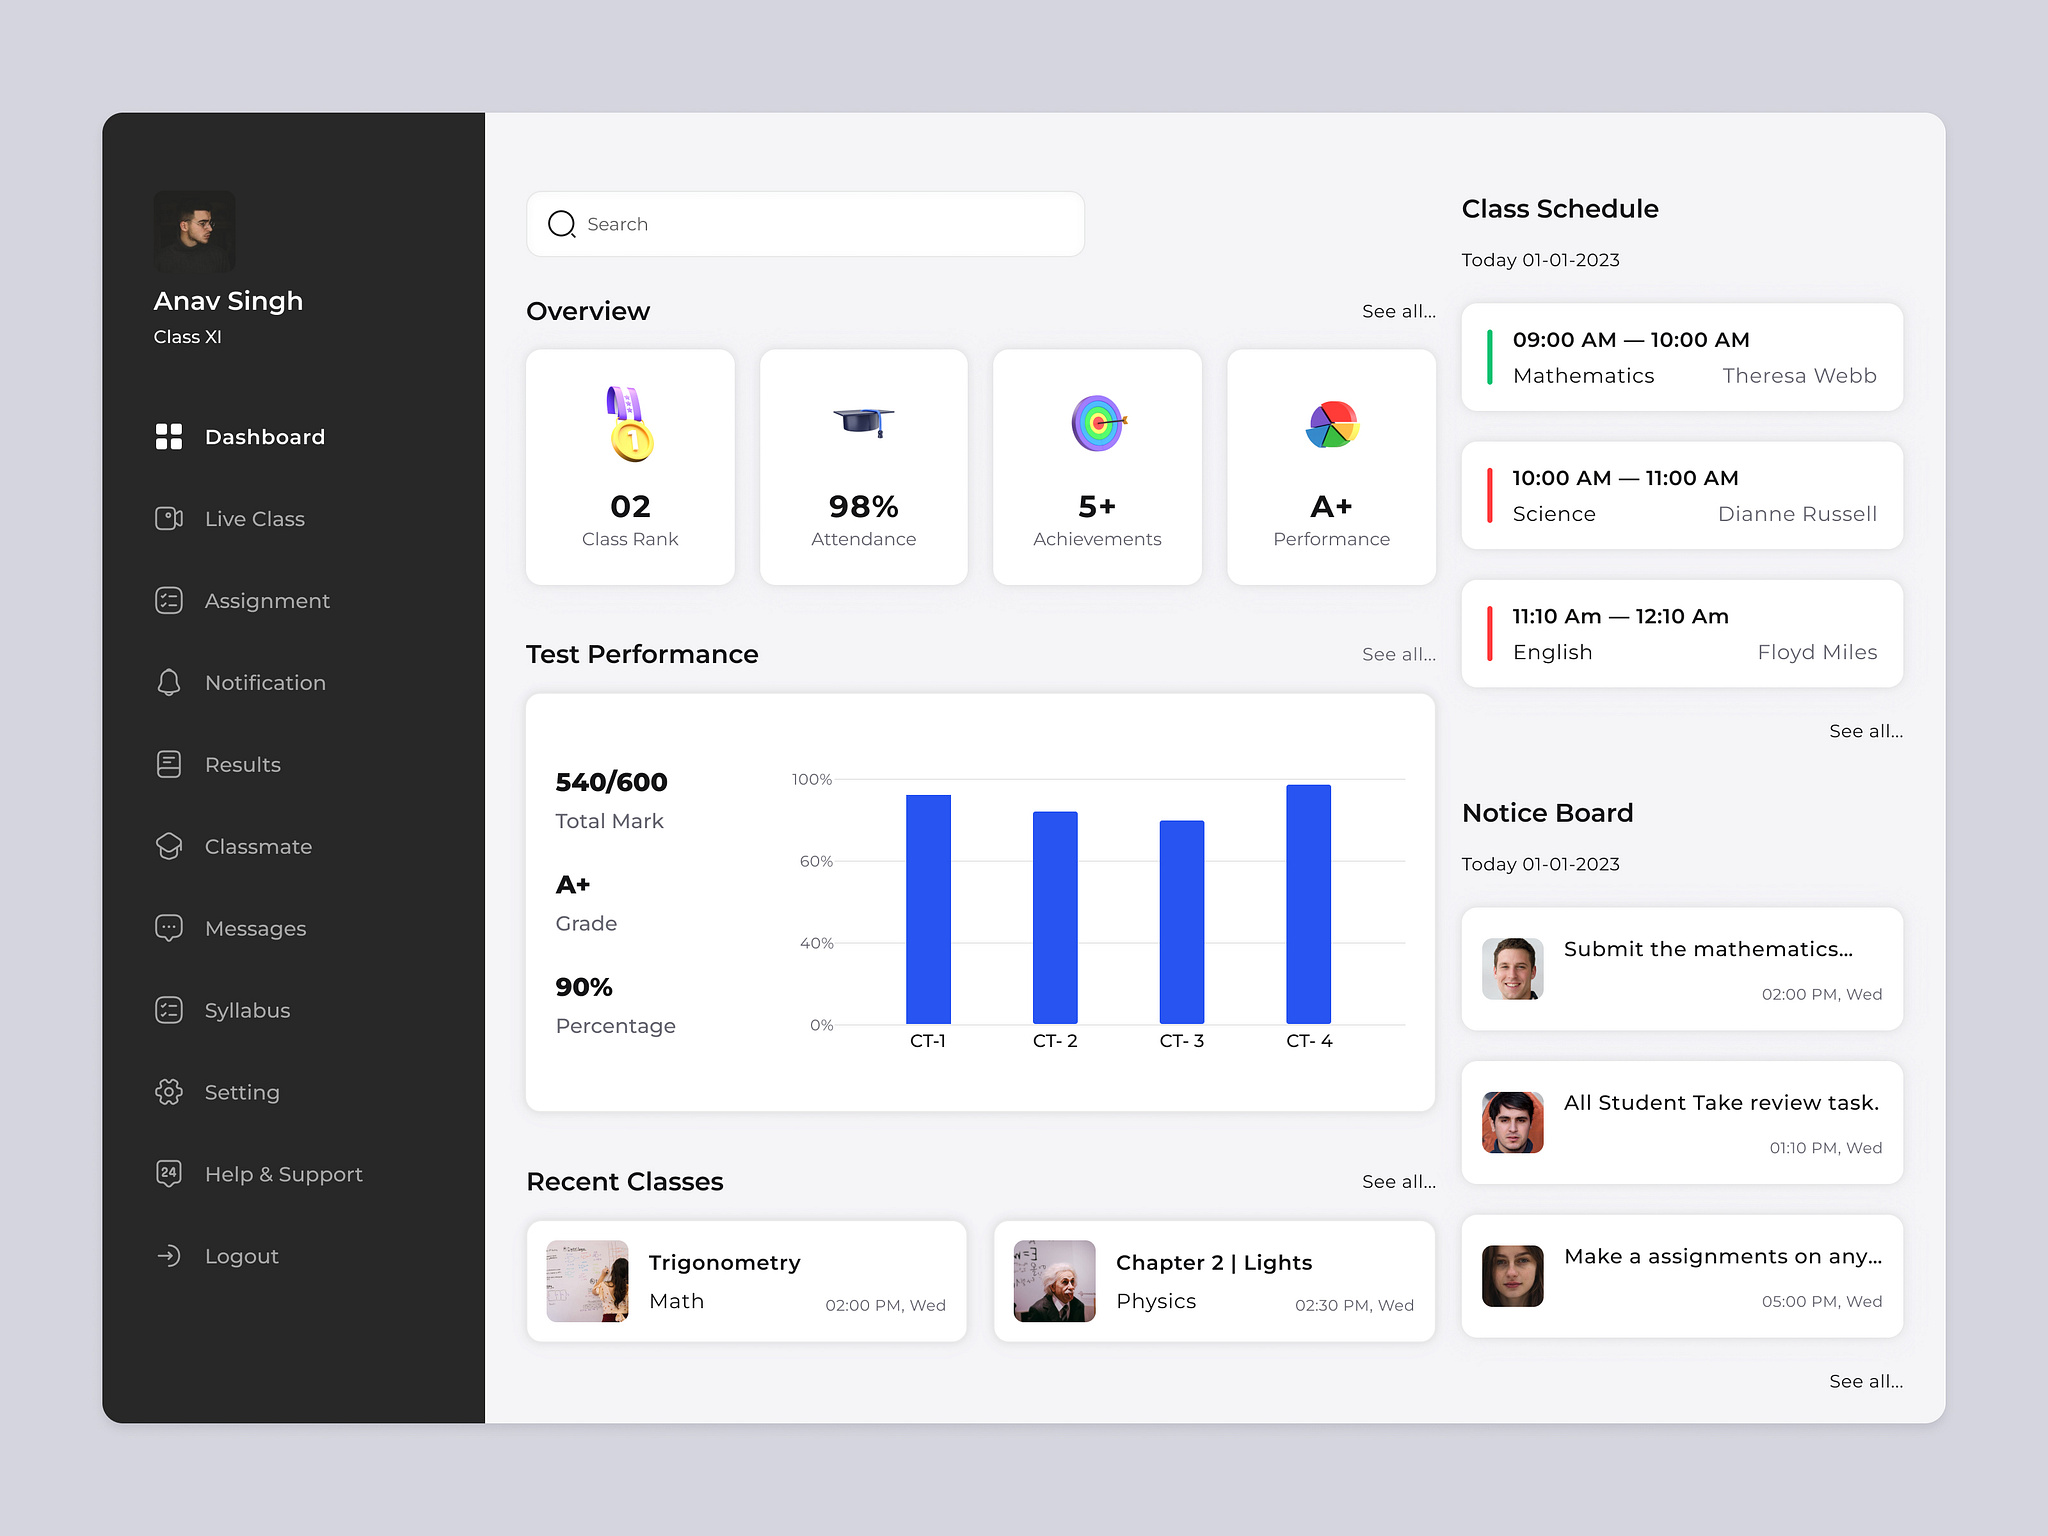 Anav Singh
Class XI
Dashboard
Live Class
Assignment
Notification
Results
Classmate
Messages
Syllabus
Setting
24
Help & Support
Logout
Search
Overview
See all...
1
02
Class Rank
98%
Attendance
5+
Achievements
A+
Performance
Test Performance
See all...
540/600
Total Mark
A+
Grade
90%
Percentage
100%
60%
40%
0%
CT-1
CT- 2
CT- 3
CT- 4
Recent Classes
See all...
Trigonometry
Math
02:00 PM, Wed
Chapter 2 | Lights
Physics
02:30 PM, Wed
Class Schedule
Today 01-01-2023
09:00 AM — 10:00 AM
Mathematics
Theresa Webb
10:00 AM — 11:00 AM
Science
Dianne Russell
11:10 Am — 12:10 Am
English
Floyd Miles
See all...
Notice Board
Today 01-01-2023
Submit the mathematics...
02:00 PM, Wed
All Student Take review task.
01:10 PM, Wed
Make a assignments on any...
05:00 PM, Wed
See all...